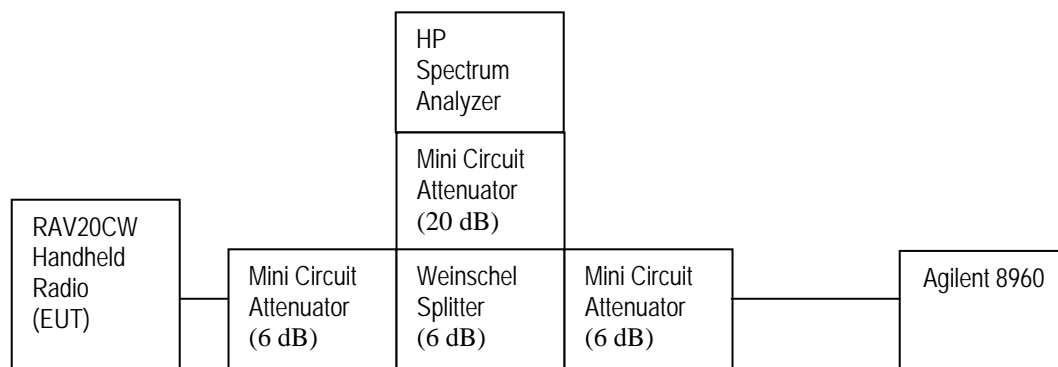 HP
Spectrum
Analyzer
Mini Circuit
Attenuator
(20 dB)
RAV20CW
Handheld
Radio
(EUT)
Mini Circuit
Attenuator
(6 dB)
Weinschel
Splitter
(6 dB)
Mini Circuit
Attenuator
(6 dB)
Agilent 8960